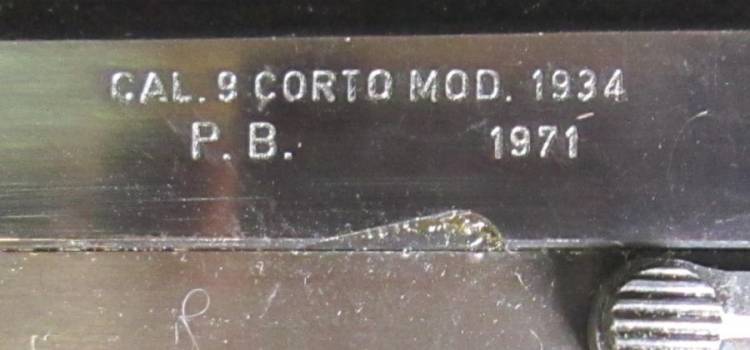 CAL. 9 CORTO MOD. 1934
P. B. 1971